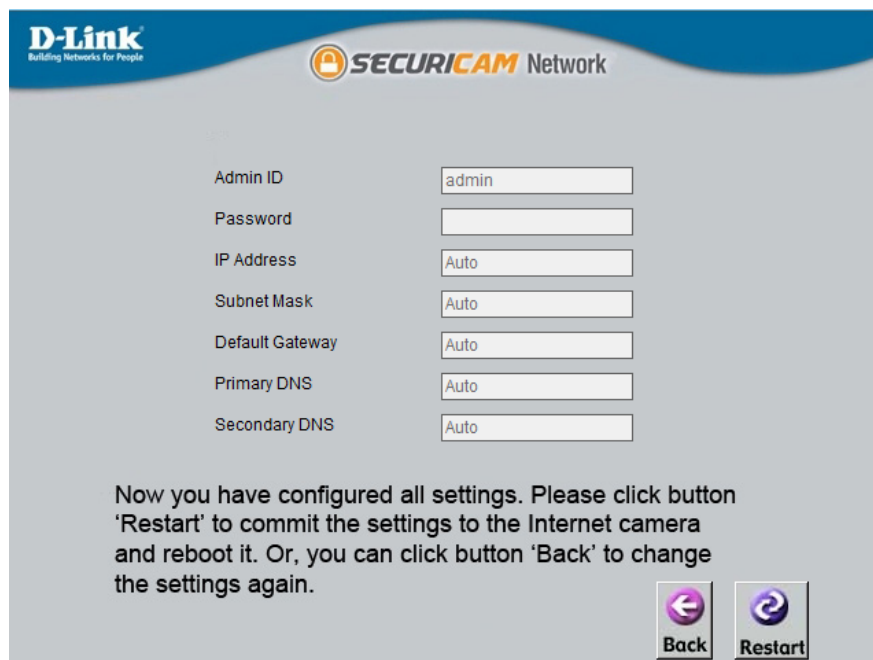 D-Link
Building Networks for People
SECURICAM Network
Admin ID
admin
Password
IP Address
Auto
Subnet Mask
Auto
Default Gateway
Auto
Primary DNS
Auto
Secondary DNS
Auto
Now you have configured all settings. Please click button
‘Restart’ to commit the settings to the Internet camera
and reboot it. Or, you can click button ‘Back’ to change
the settings again.
Back
Restart